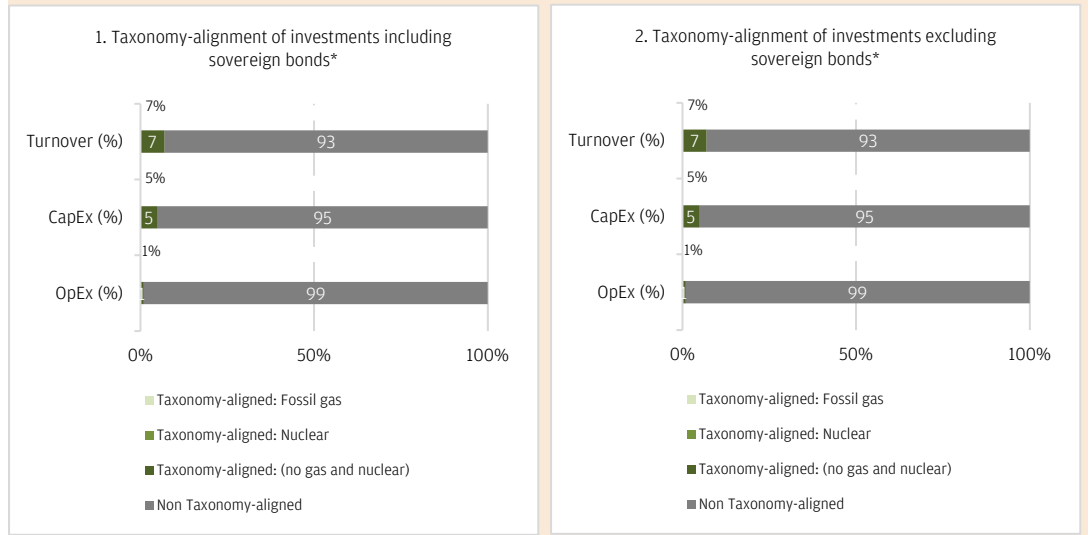 1. Taxonomy-alignment of investments including
sovereign bonds*
7%
Turnover (%)
7
93
5%
CapEx (%)
5
95
1%
OpEx (%)
1
99
0%
50%
100%
Taxonomy-aligned: Fossil gas
Taxonomy-aligned: Nuclear
Taxonomy-aligned: (no gas and nuclear)
Non Taxonomy-aligned
2. Taxonomy-alignment of investments excluding
sovereign bonds*
7%
Turnover (%)
7
93
5%
CapEx (%)
5
95
1%
OpEx (%)
1
99
0%
50%
100%
Taxonomy-aligned: Fossil gas
Taxonomy-aligned: Nuclear
Taxonomy-aligned: (no gas and nuclear)
Non Taxonomy-aligned